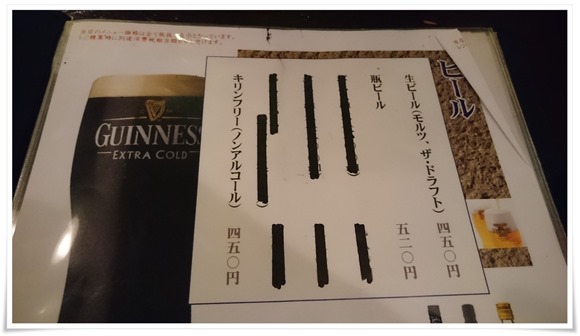 ビール
生ビール(モルツ、ザ・ドラフト) 四五〇円
瓶ビール 五二〇円
キリンフリー(ノンアルコール) 四五〇円
GUINNESS
EXTRA COLD